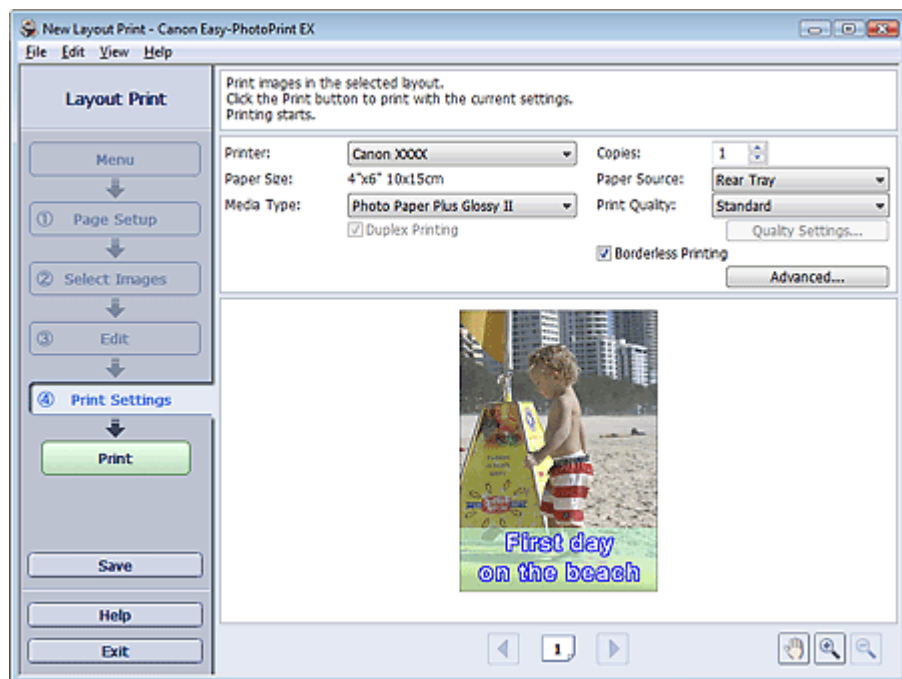 New Layout Print - Canon Easy-PhotoPrint EX
File Edit View Help
Layout Print
Menu
① Page Setup
② Select Images
③ Edit
④ Print Settings
Print
Save
Help
Exit
Print images in the selected layout.
Click the Print button to print with the current settings.
Printing starts.
Printer: Canon XXXX Copies: 1
Paper Size: 4"x6" 10x15cm Paper Source: Rear Tray
Media Type: Photo Paper Plus Glossy II Print Quality: Standard
Duplex Printing Quality Settings...
Borderless Printing
Advanced...
First day
on the beach
1